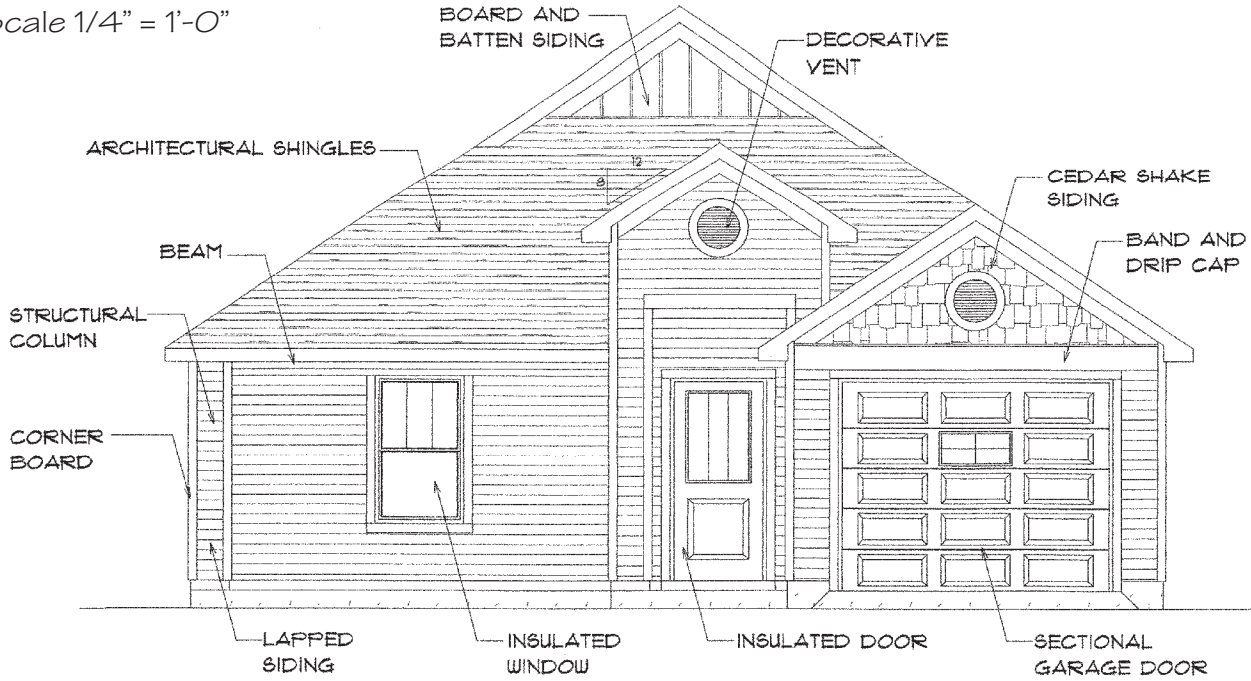 Scale 1/4” = 1’-0”
BOARD AND
BATTEN SIDING
DECORATIVE
VENT
ARCHITECTURAL SHINGLES
12
8
CEDAR SHAKE
SIDING
BEAM
BAND AND
DRIP CAP
STRUCTURAL
COLUMN
CORNER
BOARD
LAPPED
SIDING
INSULATED
WINDOW
INSULATED DOOR
SECTIONAL
GARAGE DOOR